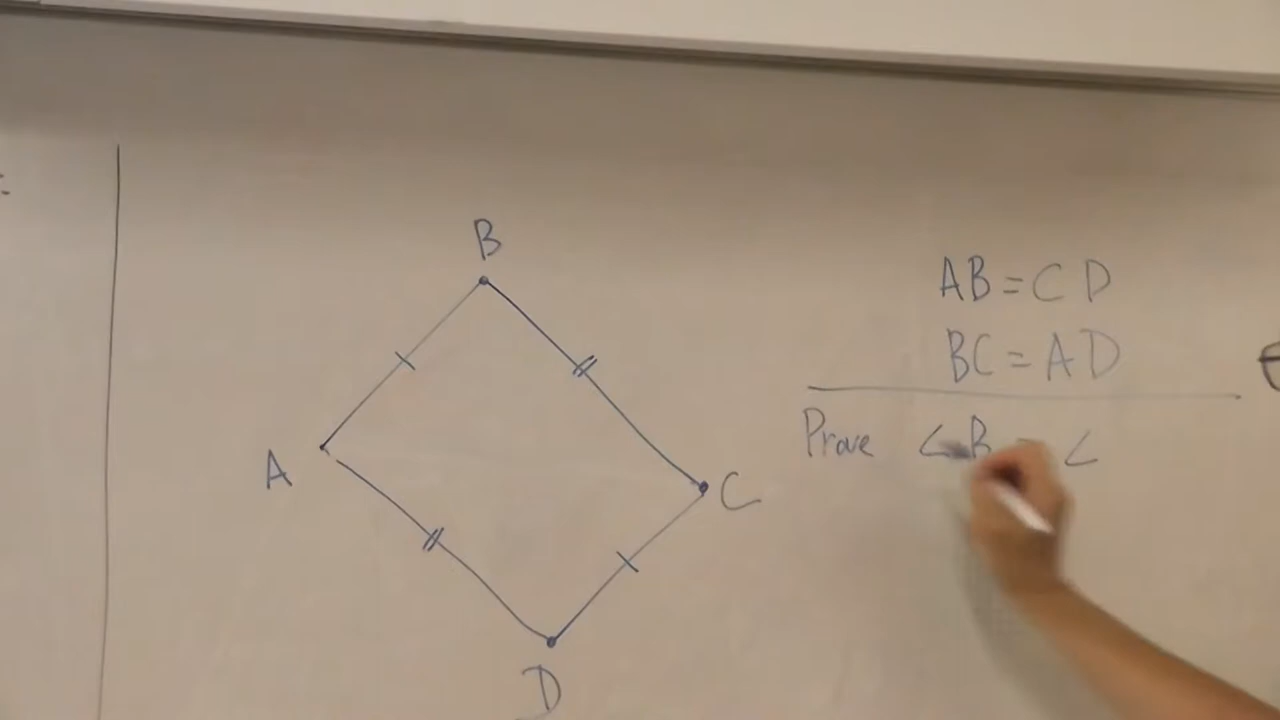 B
A
C
D
AB=CD
BC=AD
Prove ∠B = ∠